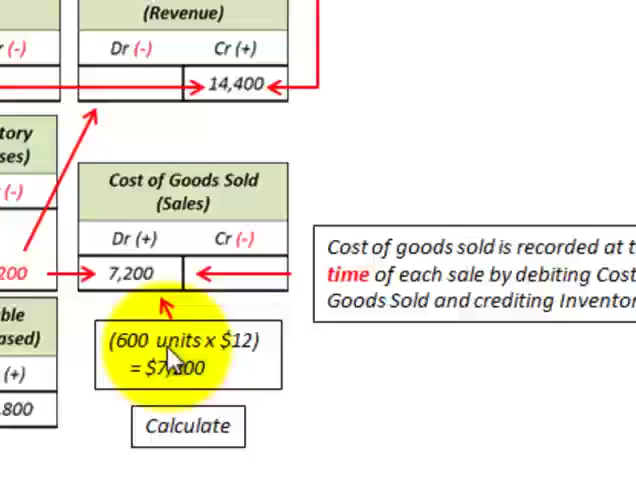 (Revenue)
r (-)
Dr (-)
Cr (+)
14,400
tory
ses)
(-)
Cost of Goods Sold
(Sales)
Dr (+)
Cr (-)
200
7,200
Cost of goods sold is recorded at t
time of each sale by debiting Cost
Goods Sold and crediting Inventor
ble
ased)
(+)
.800
(600 units x $12)
= $7,200
Calculate